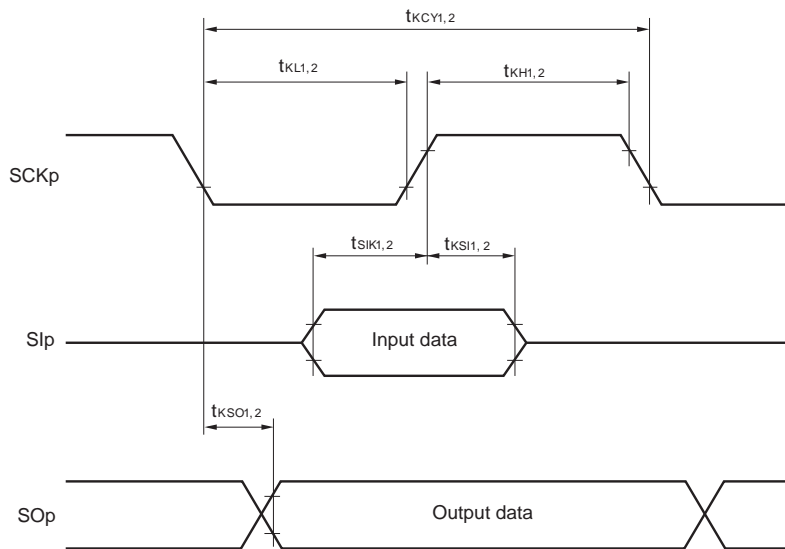 tKCY1,2
tKL1,2
tKH1,2
SCKp
tSIK1,2
tKSI1,2
SIp
Input data
tKSO1,2
SOp
Output data